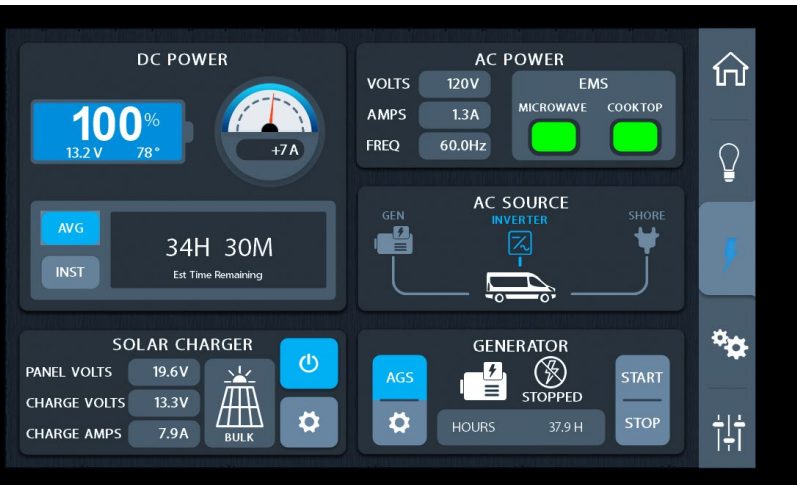 DC POWER
100%
13.2 V 78°
+7 A
AVG
INST
34H 30M
Est Time Remaining
AC POWER
VOLTS 120V
AMPS 1.3A
FREQ 60.0Hz
EMS
MICROWAVE COOKTOP
AC SOURCE
GEN
INVERTER
SHORE
SOLAR CHARGER
PANEL VOLTS 19.6V
CHARGE VOLTS 13.3V
CHARGE AMPS 7.9A
BULK
GENERATOR
AGS
STOPPED
HOURS 37.9 H
START
STOP